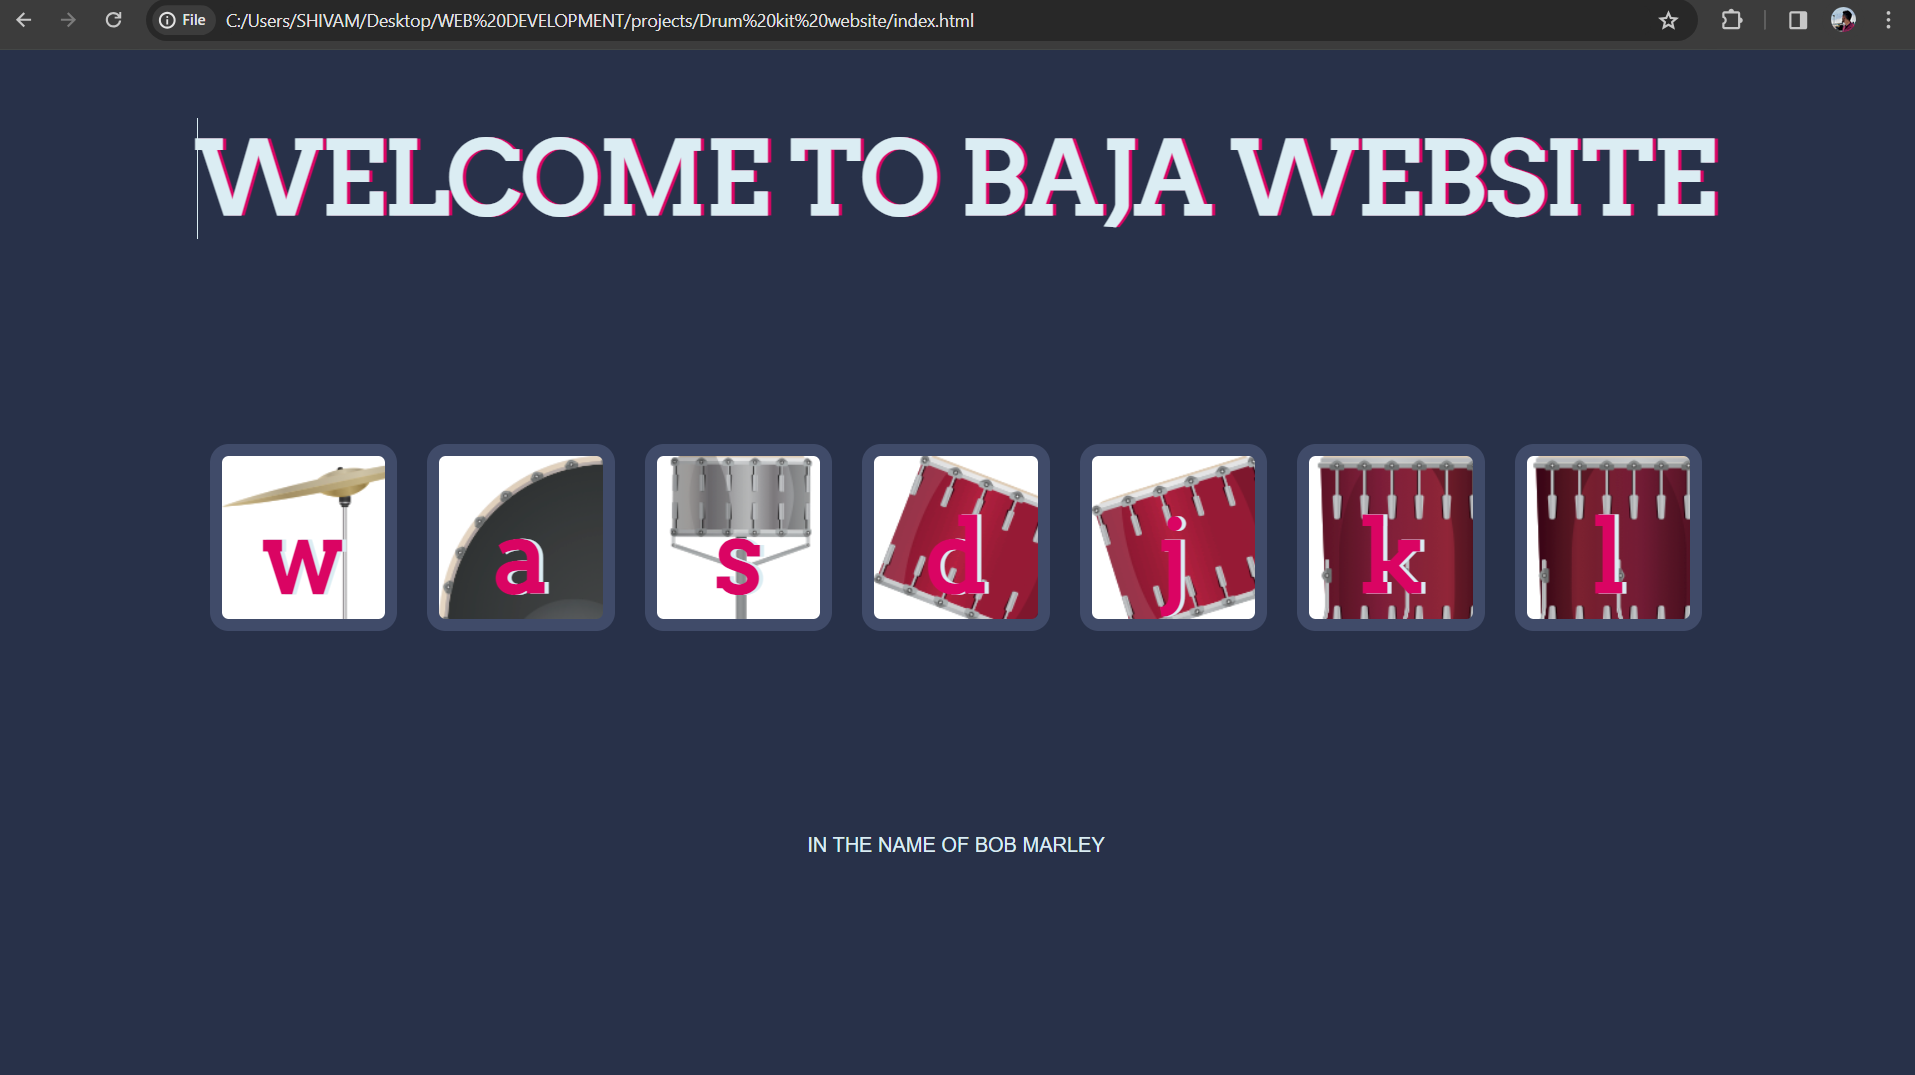 File C:/Users/SHIVAM/Desktop/WEB%20DEVELOPMENT/projects/Drum%20kit%20website/index.html
WELCOME TO BAJA WEBSITE
w a s d j k l
IN THE NAME OF BOB MARLEY